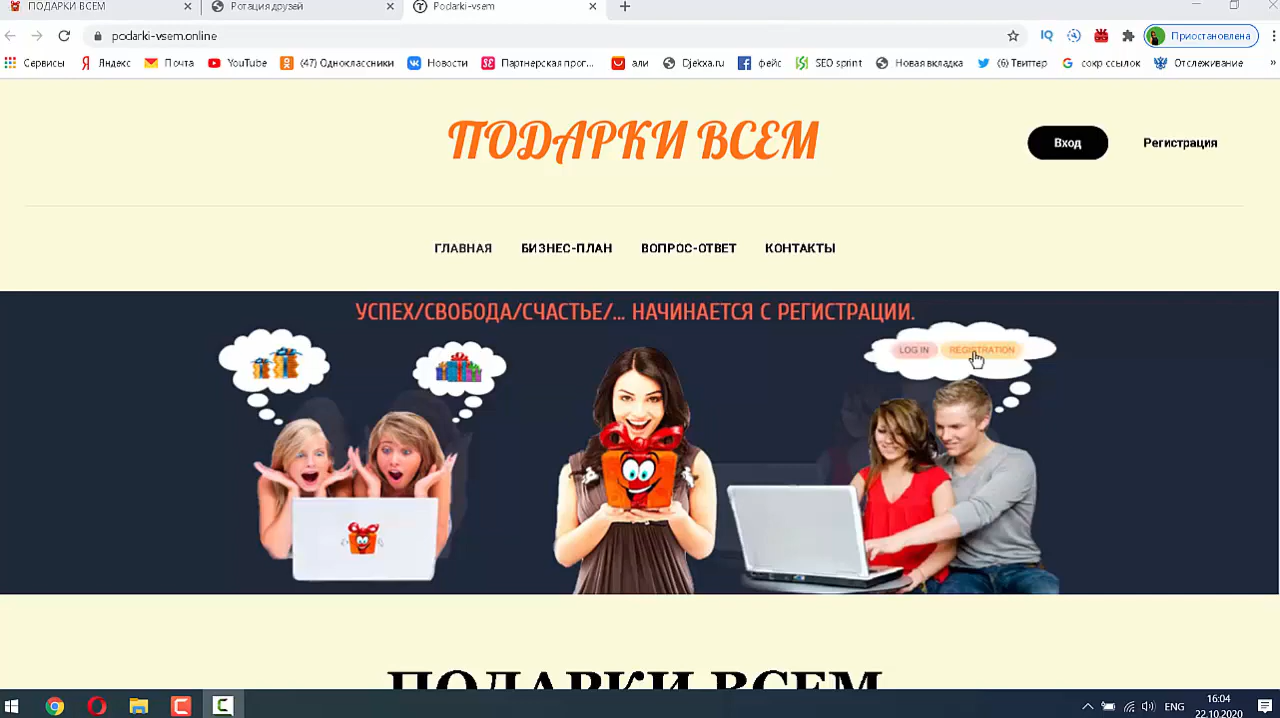 ПОДАРКИ ВСЕМ
Ротация друзей
Podarki-vsem
podarki-vsem.online
IQ
Приостановлена
Сервисы
Яндекс
Почта
YouTube
(47) Одноклассники
Новости
Партнерская прог...
али
Djekxa.ru
фейс
SEO sprint
Новая вкладка
(6) Твиттер
сокр ссылок
Отслеживание
»
ПОДАРКИ ВСЕМ
Вход
Регистрация
ГЛАВНАЯ
БИЗНЕС-ПЛАН
ВОПРОС-ОТВЕТ
КОНТАКТЫ
УСПЕХ/СВОБОДА/СЧАСТЬЕ/... НАЧИНАЕТСЯ С РЕГИСТРАЦИИ.
LOG IN
REGISTRATION
ПОДАРКИ ВСЕМ
ENG
16:04
22.10.2020